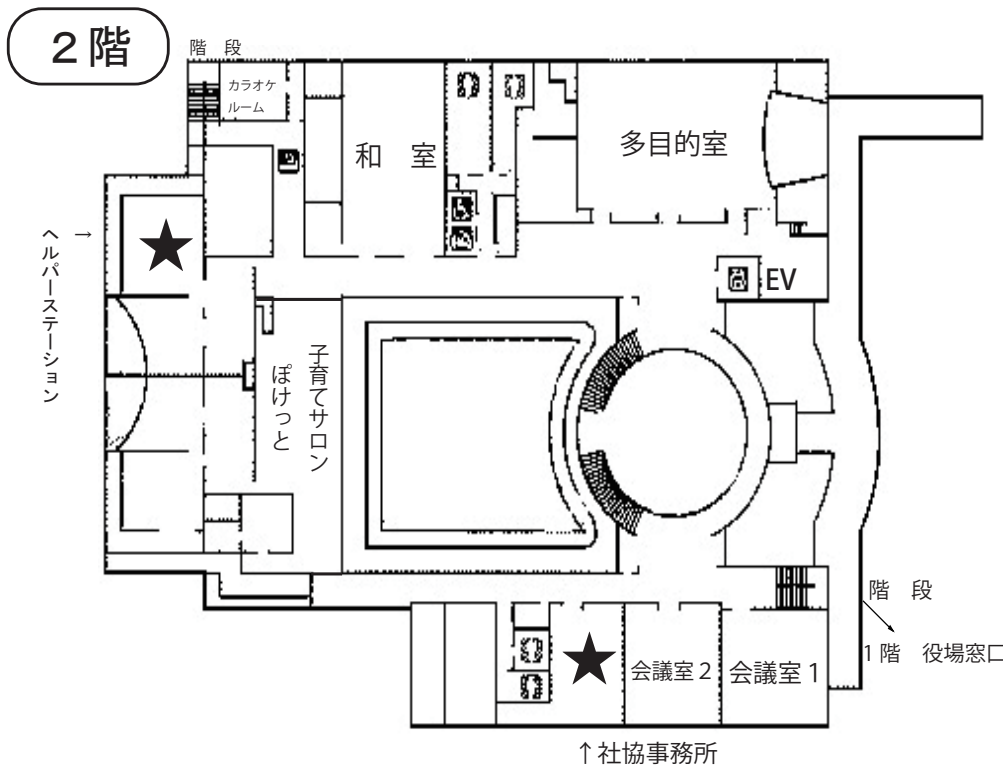 ２階
階　段
カラオケ
ルーム
和　室
多目的室
→
ヘルパーステーション
EV
子育てサロン
ぽけっと
階　段
1 階　役場窓口
会議室 2
会議室 1
↑社協事務所